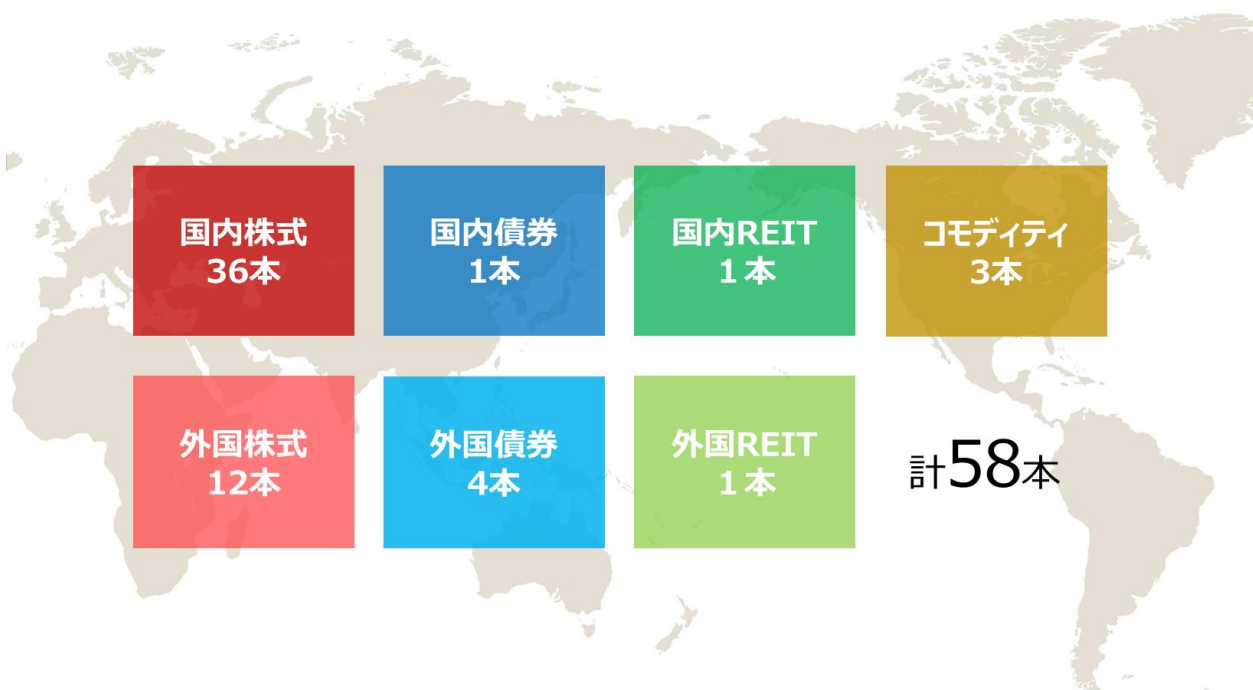 国内株式
36本
国内債券
1本
国内REIT
１本
コモディティ
3本
外国株式
12本
外国債券
4本
外国REIT
１本
計58本